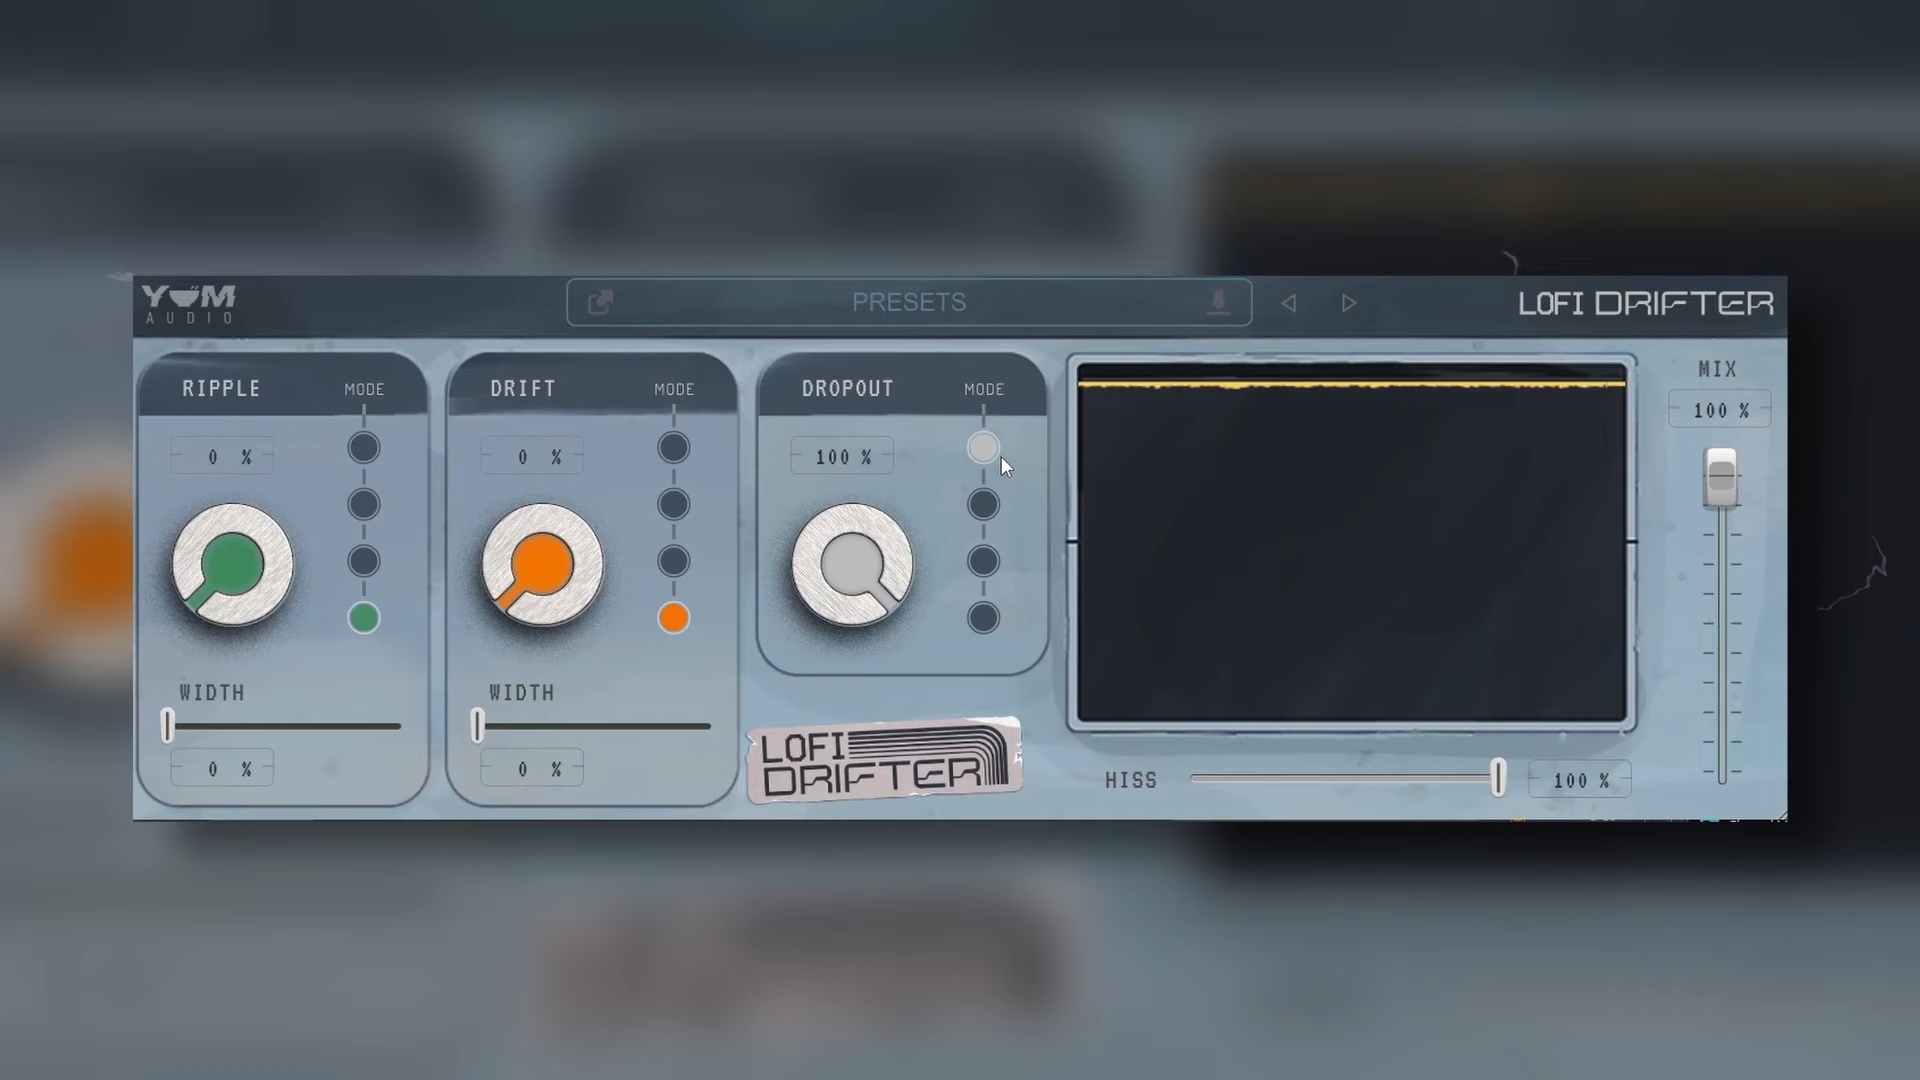 YUM
AUDIO
PRESETS
LOFI DRIFTER
RIPPLE
MODE
0 %
WIDTH
0 %
DRIFT
MODE
0 %
WIDTH
0 %
DROPOUT
MODE
100 %
LOFI
DRIFTER
HISS
100 %
MIX
100 %